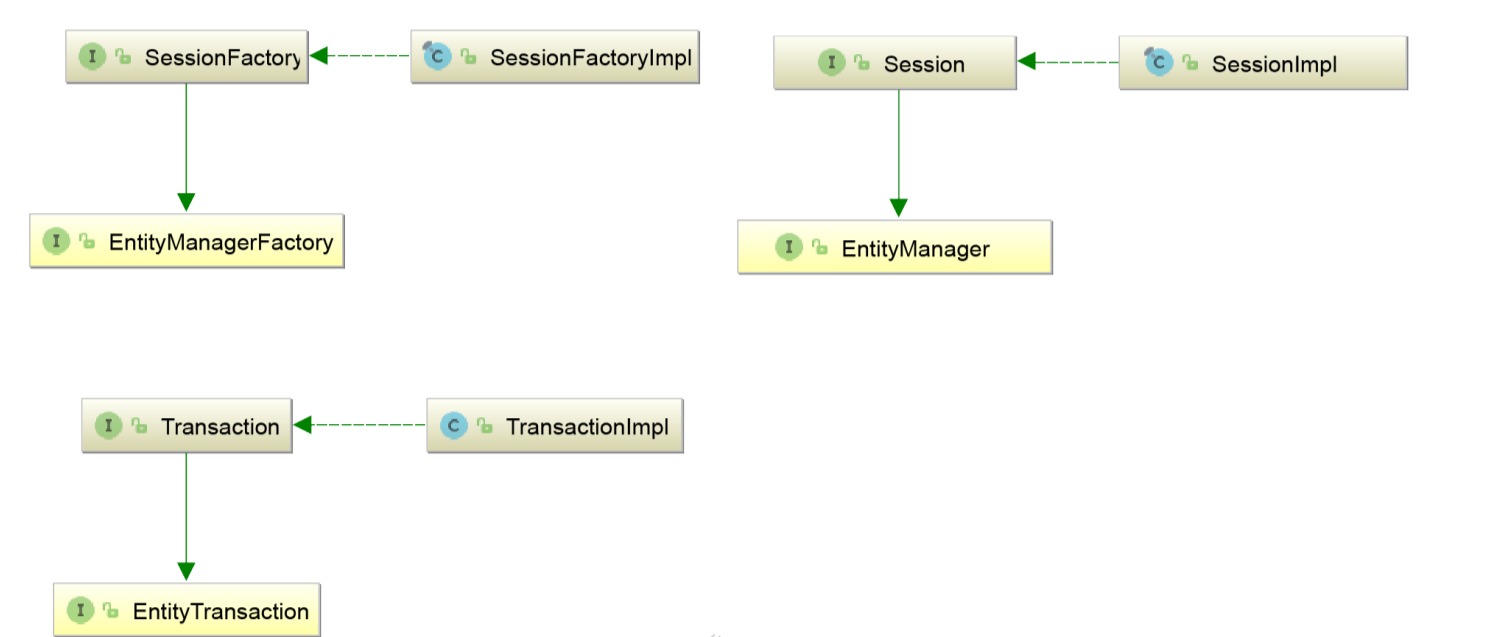 I SessionFactory
C SessionFactoryImpl
I Session
C SessionImpl
I EntityManagerFactory
I EntityManager
I Transaction
C TransactionImpl
I EntityTransaction